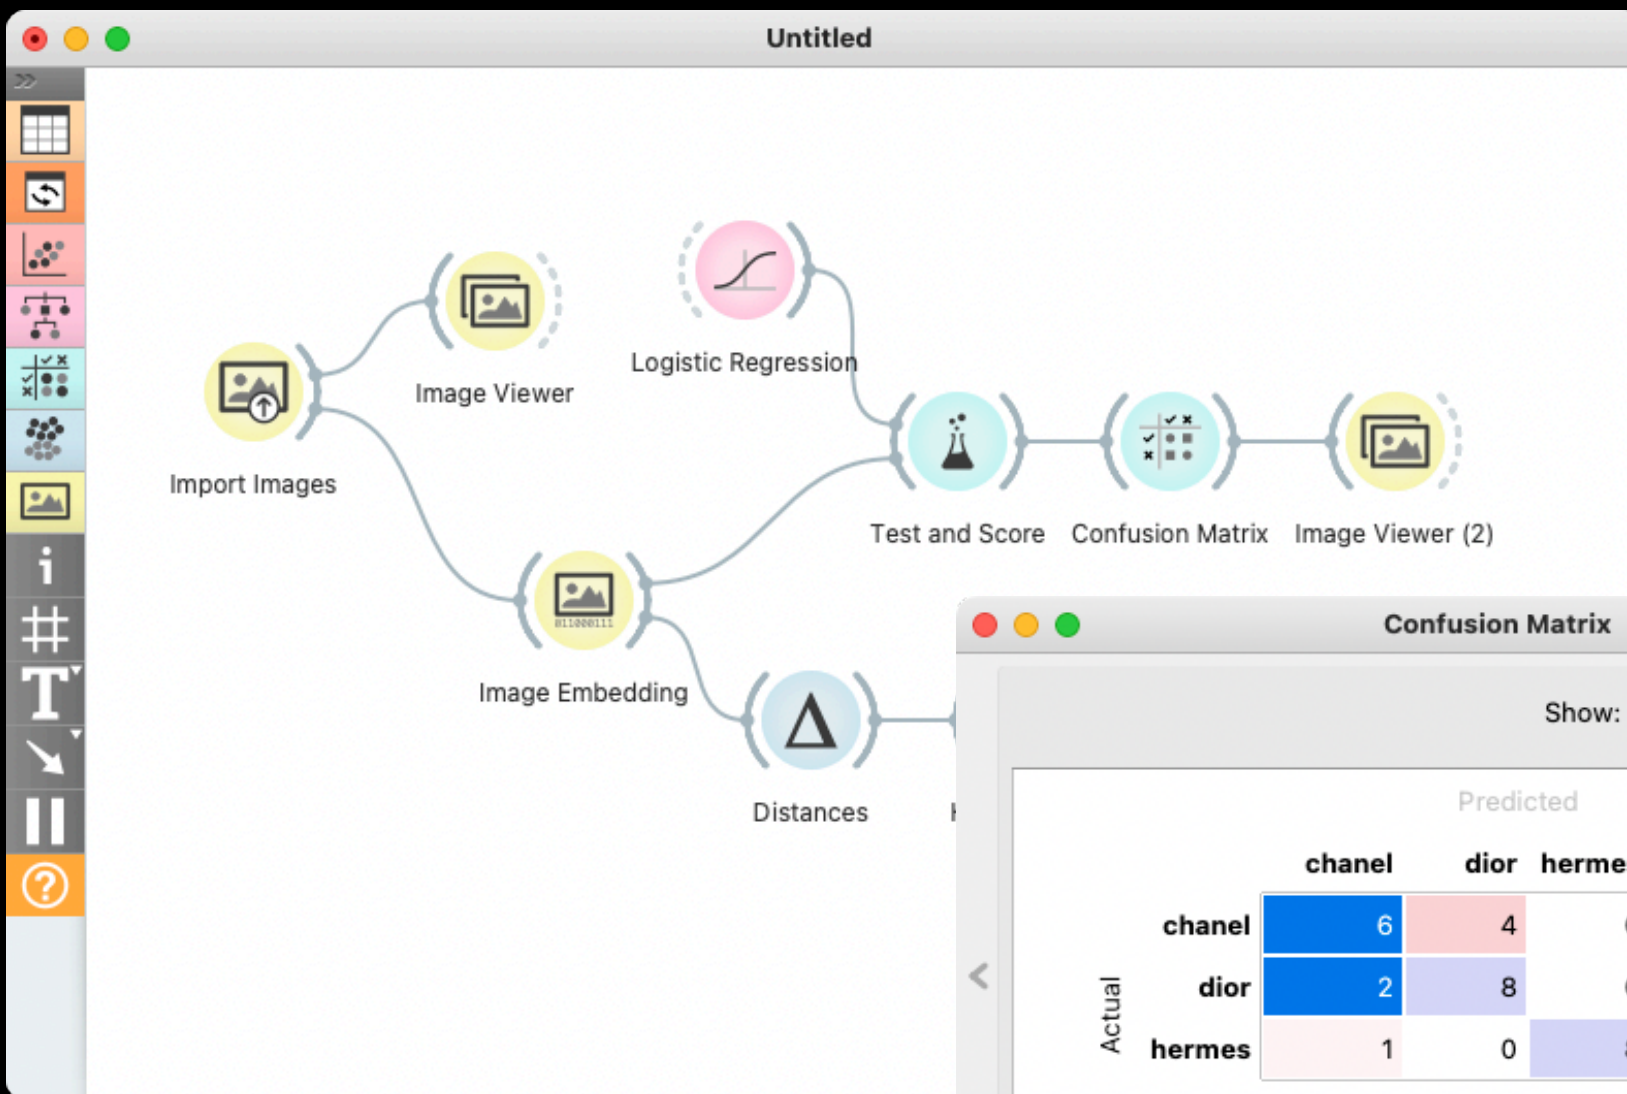 Untitled
Image Viewer
Logistic Regression
Import Images
Test and Score
Confusion Matrix
Image Viewer (2)
011000111
Image Embedding
Distances
Confusion Matrix
Show:
Predicted
chanel dior
chanel 6 4
Actual
dior 2 8
hermes 1 0